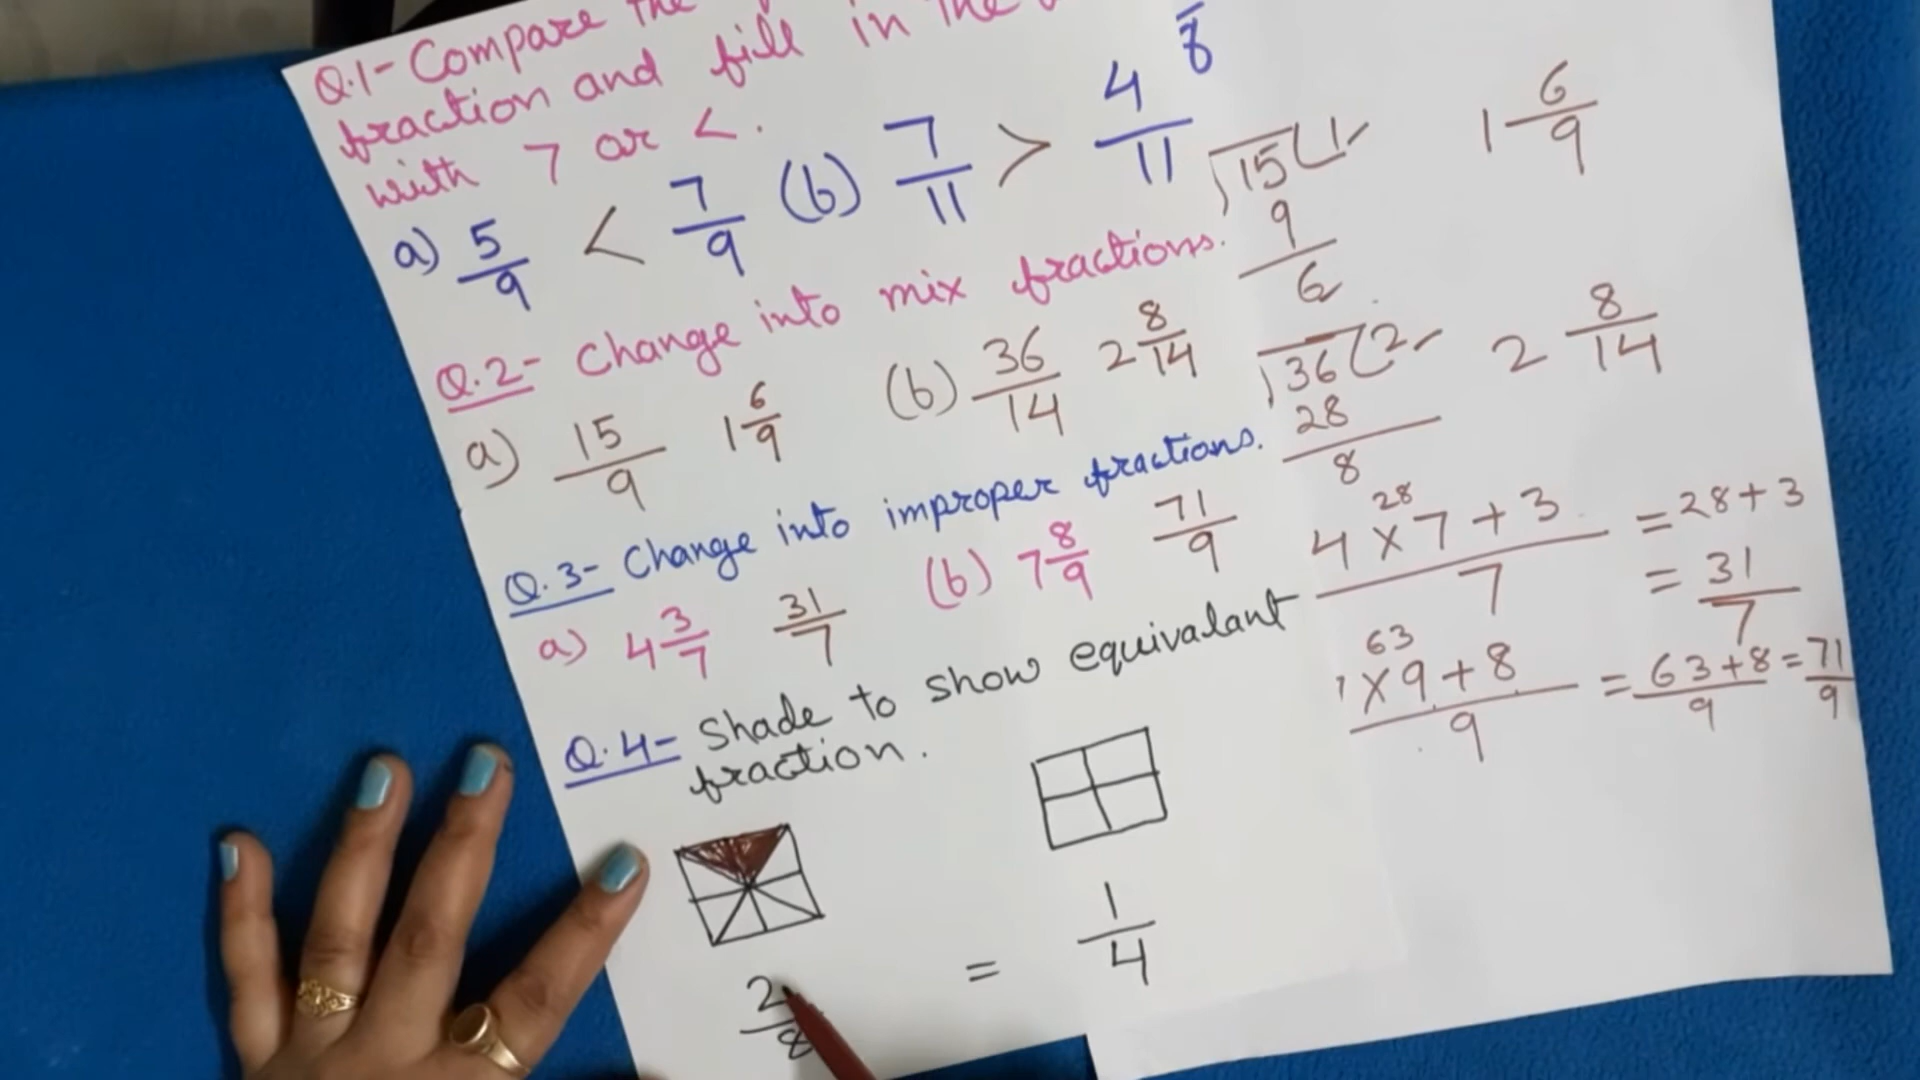 Q.1- Compare the
fraction and fill in the
with > or <.
a) 5/9 < 7/9 (b) 7/11 > 4/11
8
15 ( 1
9
6
1 6/9
Q.2- Change into mix fractions.
a) 15/9 1 6/9 (b) 36/14 2 8/14
36 ( 2
28
8
2 8/14
Q.3- Change into improper fractions.
a) 4 3/7 31/7 (b) 7 8/9 71/9
28
4 × 7 + 3 / 7 = 28 + 3
= 31/7
63
× 9 + 8 / 9 = 63 + 8 / 9 = 71/9
Q.4- Shade to show equivalant
fraction.
2/8 = 1/4